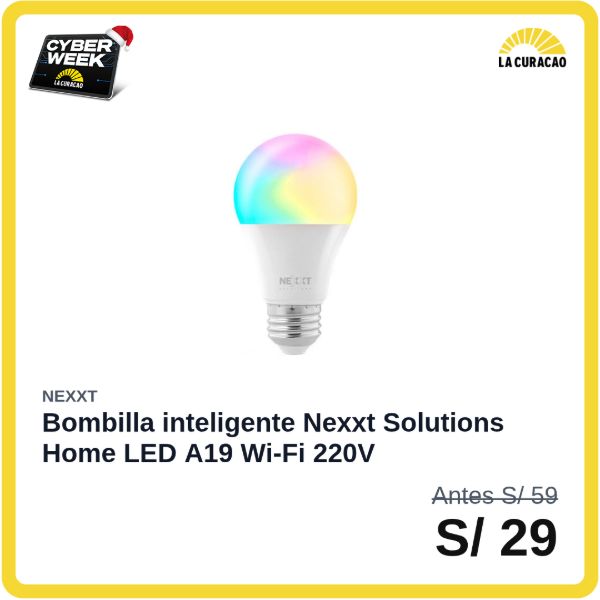 CYBER
WEEK
LA CURACAO
LA CURACAO
NEXXT
SOLUTIONS
NEXXT
Bombilla inteligente Nexxt Solutions
Home LED A19 Wi-Fi 220V
Antes S/ 59
S/ 29